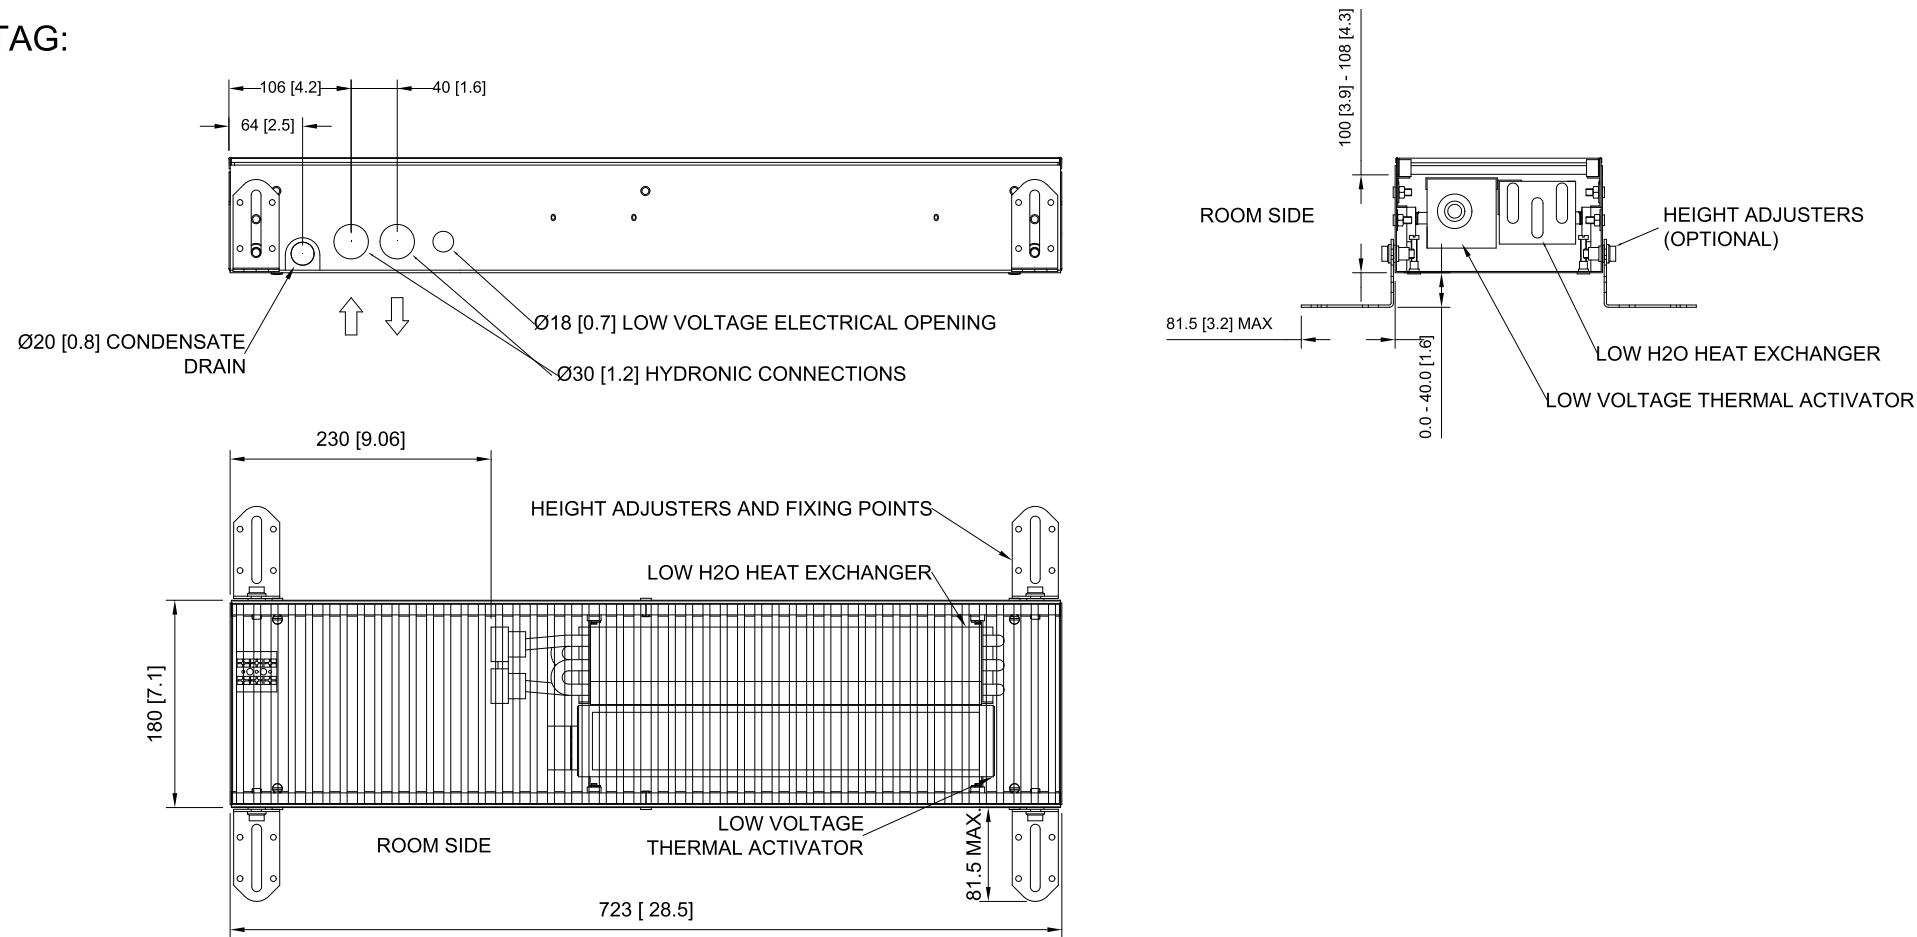 TAG:
106 [4.2]
40 [1.6]
64 [2.5]
Ø18 [0.7] LOW VOLTAGE ELECTRICAL OPENING
Ø20 [0.8] CONDENSATE
DRAIN
Ø30 [1.2] HYDRONIC CONNECTIONS
100 [3.9] - 108 [4.3]
ROOM SIDE
HEIGHT ADJUSTERS
(OPTIONAL)
81.5 [3.2] MAX
0.0 - 40.0 [1.6]
LOW H2O HEAT EXCHANGER
LOW VOLTAGE THERMAL ACTIVATOR
230 [9.06]
HEIGHT ADJUSTERS AND FIXING POINTS
LOW H2O HEAT EXCHANGER
180 [7.1]
ROOM SIDE
LOW VOLTAGE
THERMAL ACTIVATOR
81.5 MAX.
723 [ 28.5]